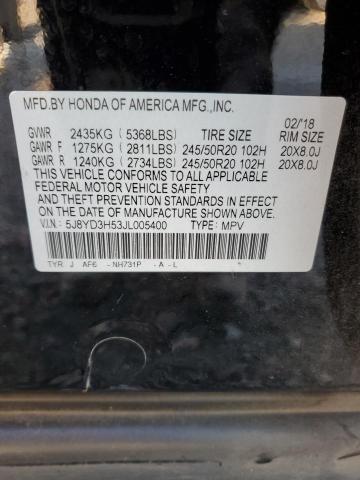 MFD.BY HONDA OF AMERICA MFG.,INC.
02/'18
GVWR 2435KG ( 5368LBS) TIRE SIZE RIM SIZE
GAWR F 1275KG ( 2811LBS) 245/50R20 102H 20X8.0J
GAWR R 1240KG ( 2734LBS) 245/50R20 102H 20X8.0J
THIS VEHICLE CONFORMS TO ALL APPLICABLE
FEDERAL MOTOR VEHICLE SAFETY
AND THEFT PREVENTION STANDARDS IN EFFECT
ON THE DATE OF MANUFACTURE SHOWN ABOVE.
V.I.N.: 5J8YD3H53JL005400 TYPE: MPV
TYR J AF6 -NH731P -A -L